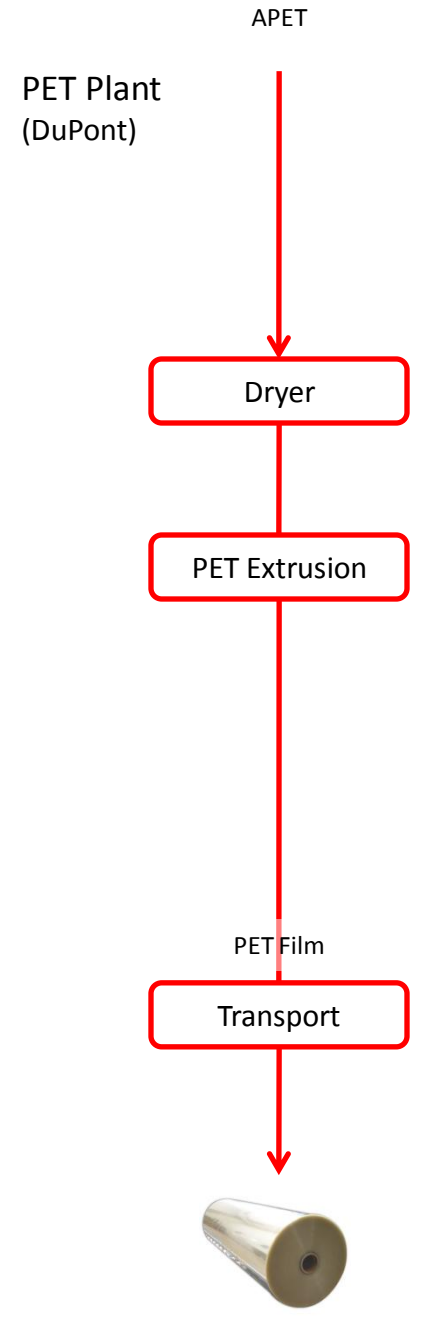 APET
PET Plant
(DuPont)
Dryer
PET Extrusion
PET Film
Transport